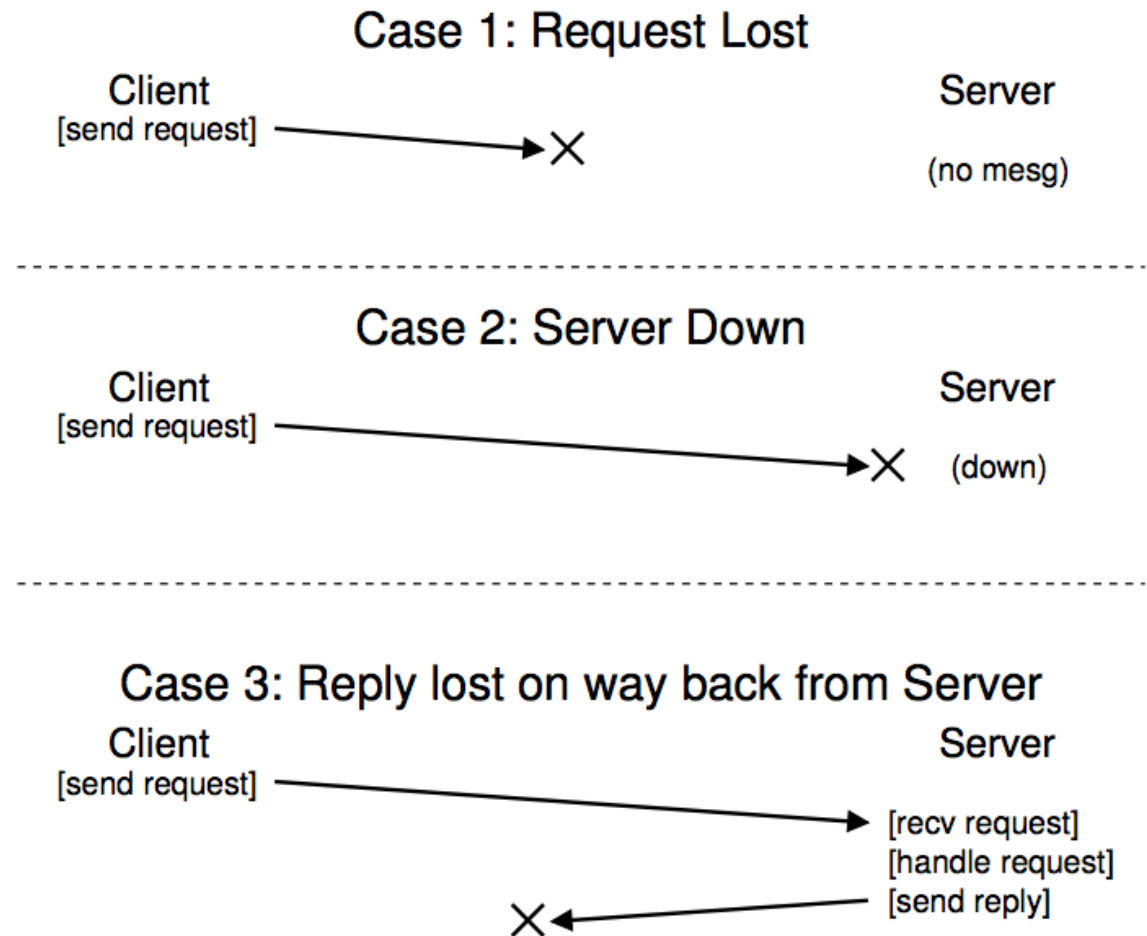 Case 1: Request Lost
Client
Server
[send request]
(no mesg)
Case 2: Server Down
Client
Server
[send request]
(down)
Case 3: Reply lost on way back from Server
Client
Server
[send request]
[recv request]
[handle request]
[send reply]